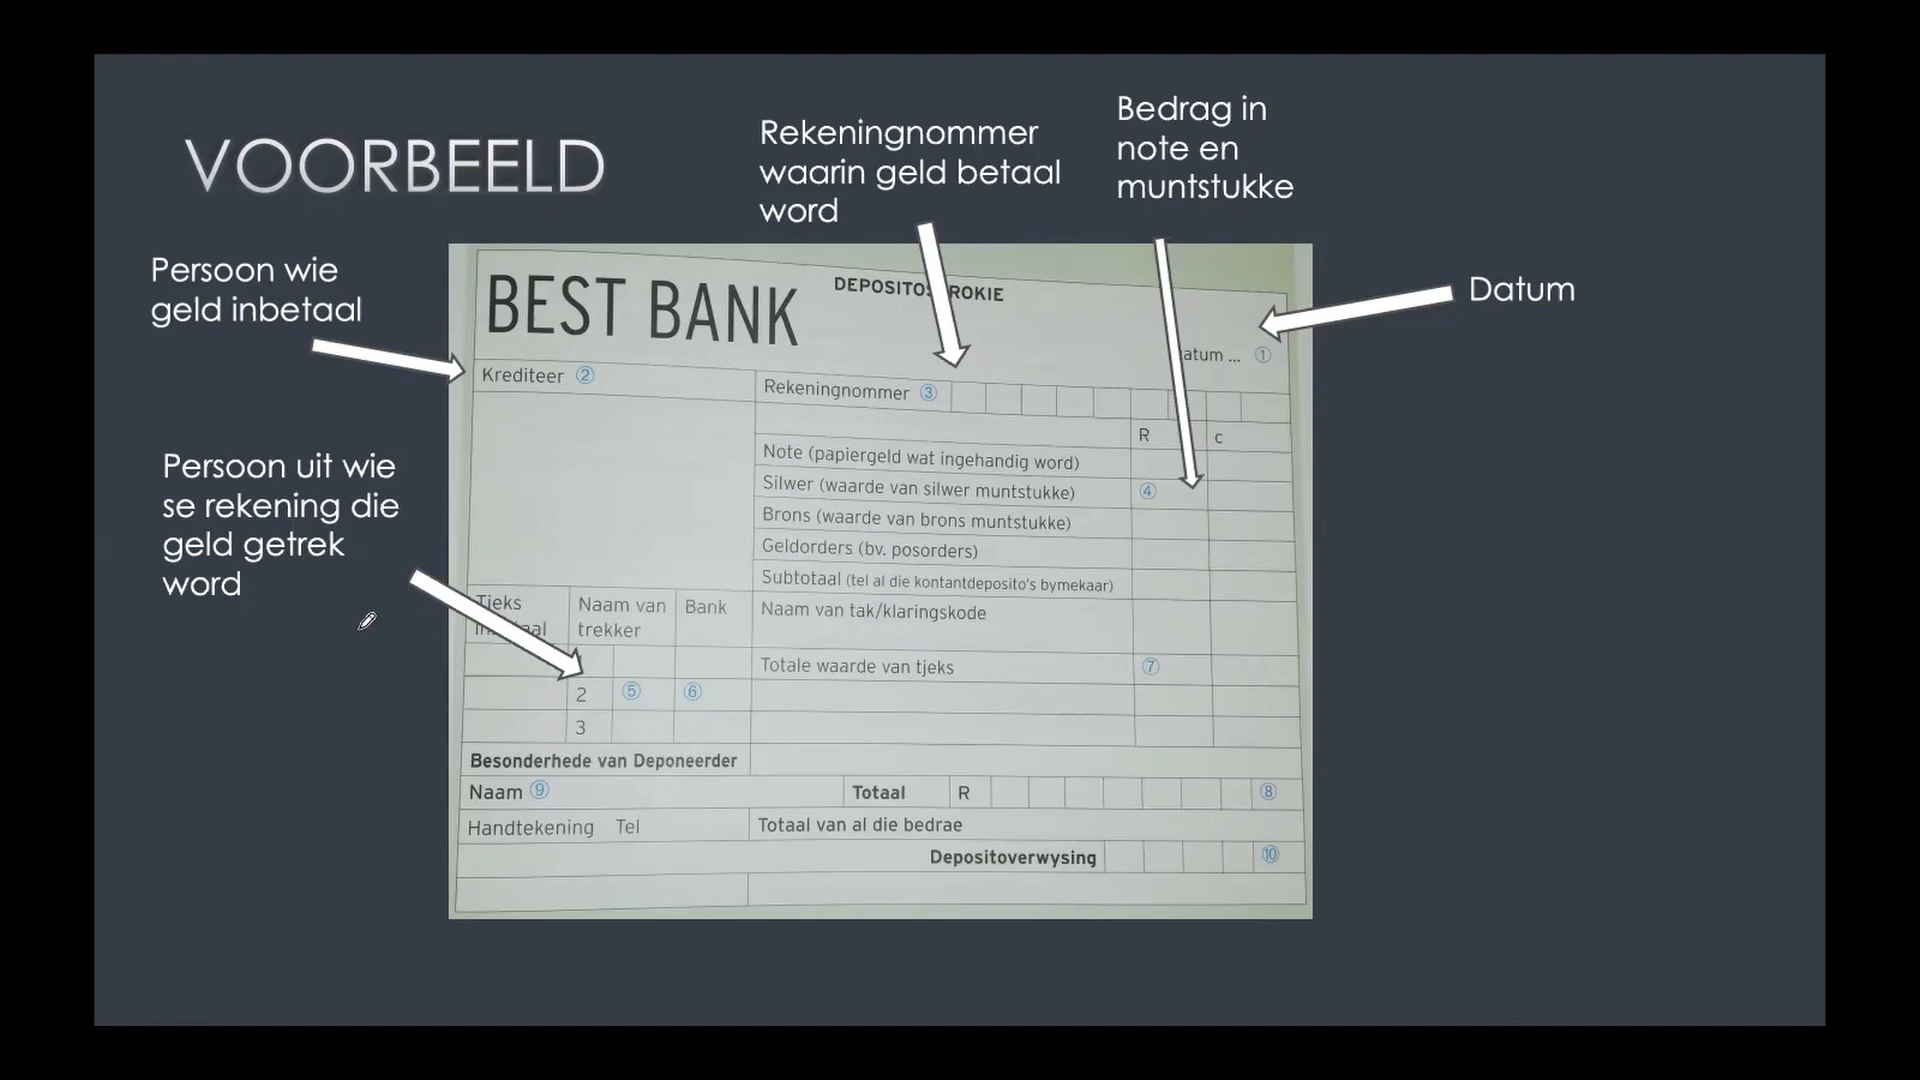 VOORBEELD
Rekeningnommer
waarin geld betaal
word
Bedrag in
note en
muntstukke
Persoon wie
geld inbetaal
Datum
Persoon uit wie
se rekening die
geld getrek
word
BEST BANK
atum ... ①
Krediteer ②
Rekeningnommer ③
R c
Note (papiergeld wat ingehandig word)
Silwer (waarde van silwer muntstukke) ④
Brons (waarde van brons muntstukke)
Geldorders (bv. posorders)
Subtotaal (tel al die kontantdeposito's bymekaar)
Tjeks Naam van Bank
trekker
Naam van tak/klaringskode
Totale waarde van tjeks ⑦
2 ⑤ ⑥
3
Besonderhede van Deponeerder
Naam ⑨ Totaal R ⑧
Handtekening Tel Totaal van al die bedrae
Depositoverwysing ⑩